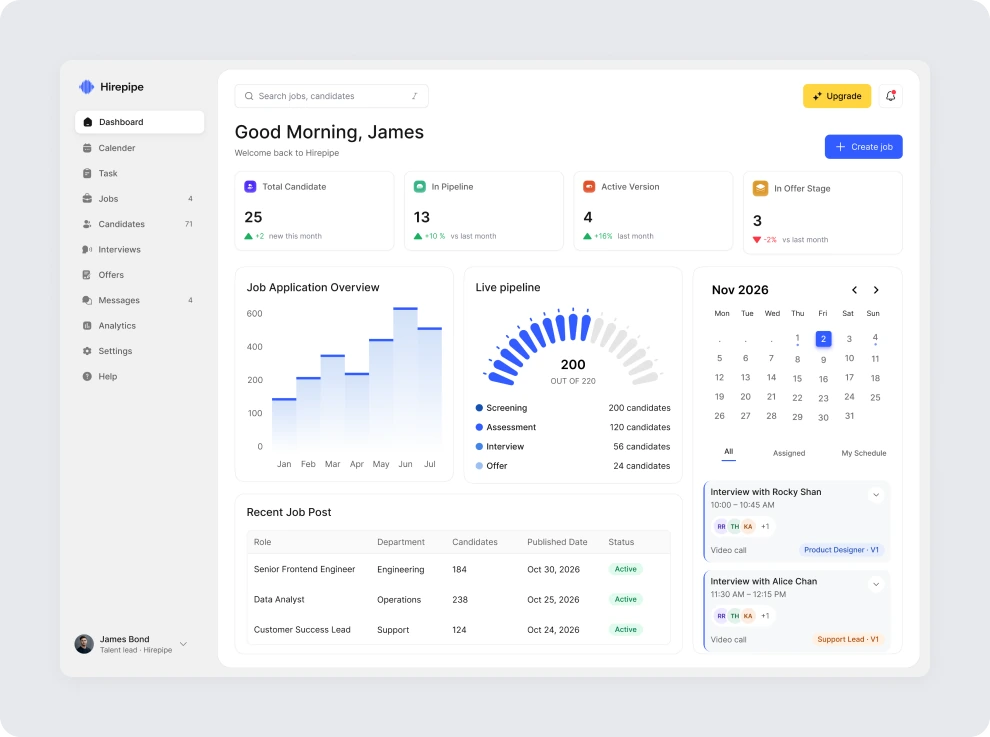 Hirepipe
Dashboard
Calender
Task
Jobs 4
Candidates 71
Interviews
Offers
Messages 4
Analytics
Settings
Help
James Bond
Talent lead · Hirepipe
Search jobs, candidates /
Upgrade
Good Morning, James
Welcome back to Hirepipe
+ Create job
Total Candidate
25
+2 new this month
In Pipeline
13
+10 % vs last month
Active Version
4
+16% last month
In Offer Stage
3
-2% vs last month
Job Application Overview
600
400
200
100
0
Jan Feb Mar Apr May Jun Jul
Live pipeline
200
OUT OF 220
Screening 200 candidates
Assessment 120 candidates
Interview 56 candidates
Offer 24 candidates
Recent Job Post
Role Department Candidates Published Date Status
Senior Frontend Engineer Engineering 184 Oct 30, 2026 Active
Data Analyst Operations 238 Oct 25, 2026 Active
Customer Success Lead Support 124 Oct 24, 2026 Active
Nov 2026
Mon Tue Wed Thu Fri Sat Sun
. . . 1 2 3 4
5 6 7 8 9 10 11
12 13 14 15 16 17 18
19 20 21 22 23 24 25
26 27 28 29 30 31
All Assigned My Schedule
Interview with Rocky Shan
10:00 – 10:45 AM
RR TH KA +1
Video call Product Designer · V1
Interview with Alice Chan
11:30 AM – 12:15 PM
RR TH KA +1
Video call Support Lead · V1